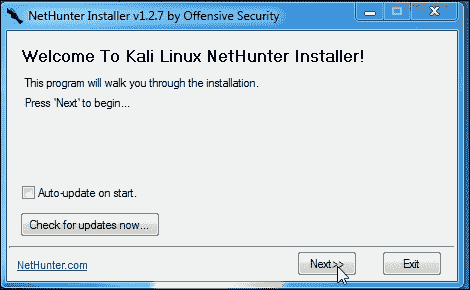 NetHunter Installer v1.2.7 by Offensive Security
Welcome To Kali Linux NetHunter Installer!
This program will walk you through the installation.
Press 'Next' to begin...
Auto-update on start.
Check for updates now...
NetHunter.com
Next>>
Exit